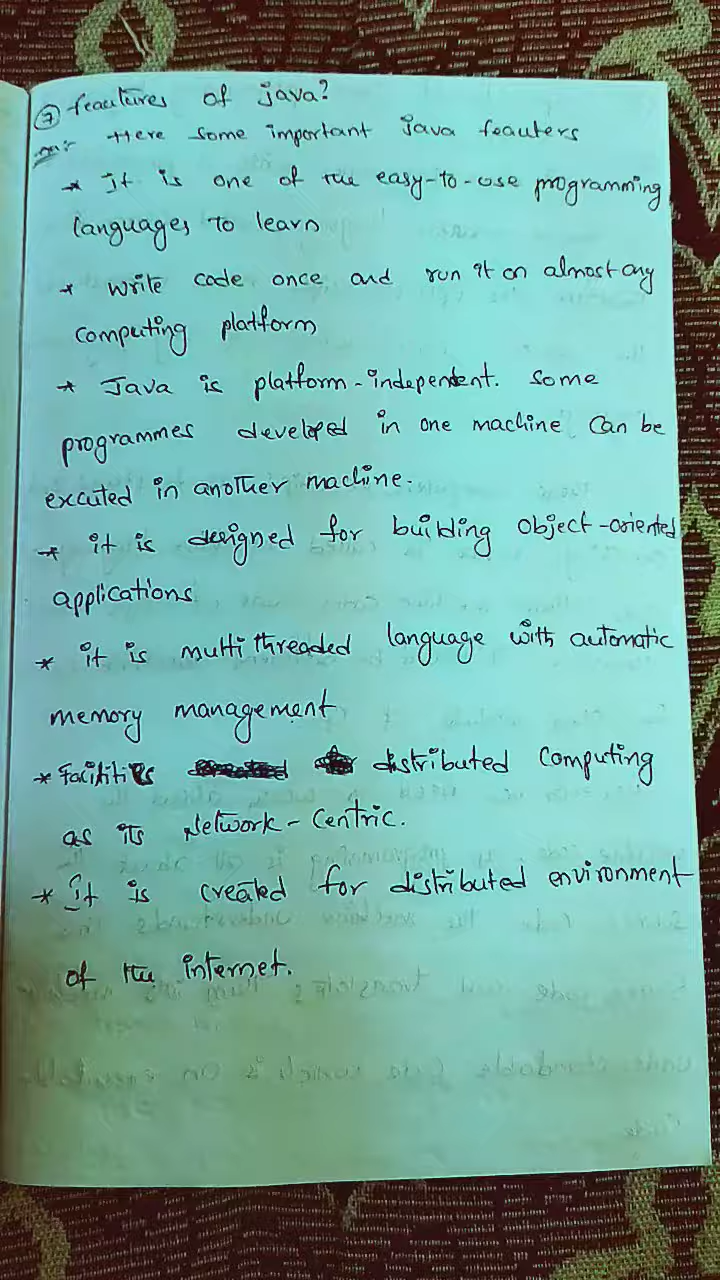 ⑦ feautures of java?
Ans:- Here some important java feauters
* It is one of the easy-to-use programming
languages to learn
* write code once and run it on almost any
computing platform
* Java is platform-independent. some
programmes developed in one machine can be
excuted in another machine.
* it is designed for building object-oriented
applications
* it is multi threaded language with automatic
memory management
* Facilities distributed computing
as its Network-Centric.
* It is created for distributed environment
of the internet.